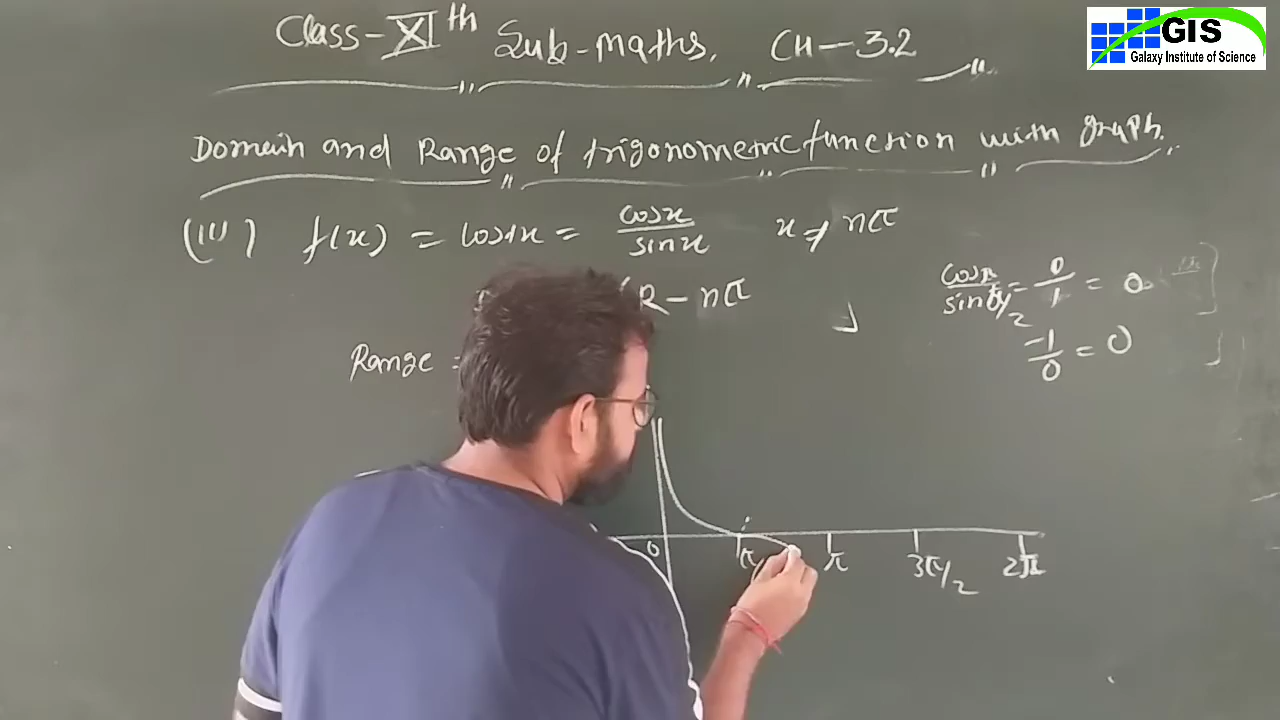 GIS
Galaxy Institute of Science
Class-XIth Sub-maths. CH-3.2
Domain and Range of trigonometric function with graph.
(III) f(x) = cotx = cosx/sinx x≠nπ
R - nπ
cosπ/sinπ/2 = 0/1 = 0
-1/0 = 0
Range =
0 π π 3π/2 2π